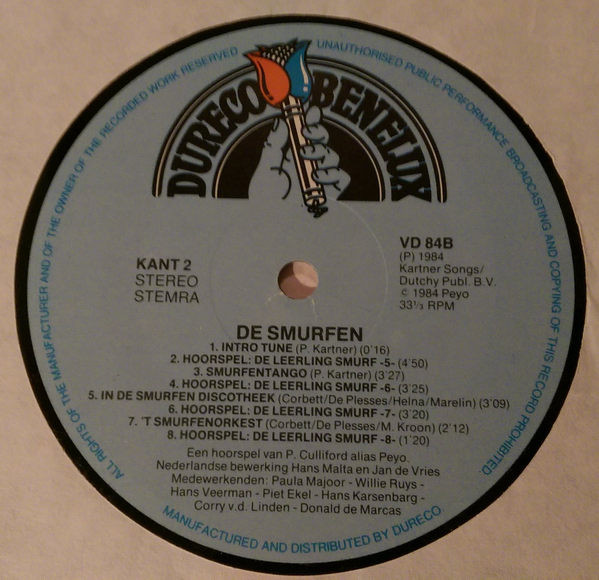 ALL RIGHTS OF THE MANUFACTURER AND OF THE OWNER OF THE RECORDED WORK RESERVED
UNAUTHORISED PUBLIC PERFORMANCE BROADCASTING AND COPYING OF THIS RECORD PROHIBITED.
DURECO BENELUX
KANT 2
STEREO
STEMRA
VD 84B
(P) 1984
Kartner Songs/
Dutchy Publ. B.V.
© 1984 Peyo
33⅓ RPM
DE SMURFEN
1. INTRO TUNE (P. Kartner) (0'16)
2. HOORSPEL: DE LEERLING SMURF -5- (4'50)
3. SMURFENTANGO (P. Kartner) (3'27)
4. HOORSPEL: DE LEERLING SMURF -6- (3'25)
5. IN DE SMURFEN DISCOTHEEK (Corbett/De Plesses/Helna/Marelin) (3'09)
6. HOORSPEL: DE LEERLING SMURF -7- (3'20)
7. 'T SMURFENORKEST (Corbett/De Plesses/M. Kroon) (2'12)
8. HOORSPEL: DE LEERLING SMURF -8- (1'20)
Een hoorspel van P. Culliford alias Peyo.
Nederlandse bewerking Hans Malta en Jan de Vries
Medewerkenden: Paula Majoor - Willie Ruys -
Hans Veerman - Piet Ekel - Hans Karsenbarg -
Corry v.d. Linden - Donald de Marcas
MANUFACTURED AND DISTRIBUTED BY DURECO